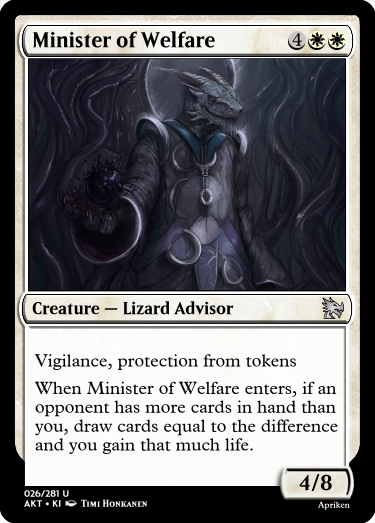 Minister of Welfare 4
Creature — Lizard Advisor
Vigilance, protection from tokens
When Minister of Welfare enters, if an
opponent has more cards in hand than
you, draw cards equal to the difference
and you gain that much life.
4/8
026/281 U
AKT • KI Timi Honkanen
Apriken